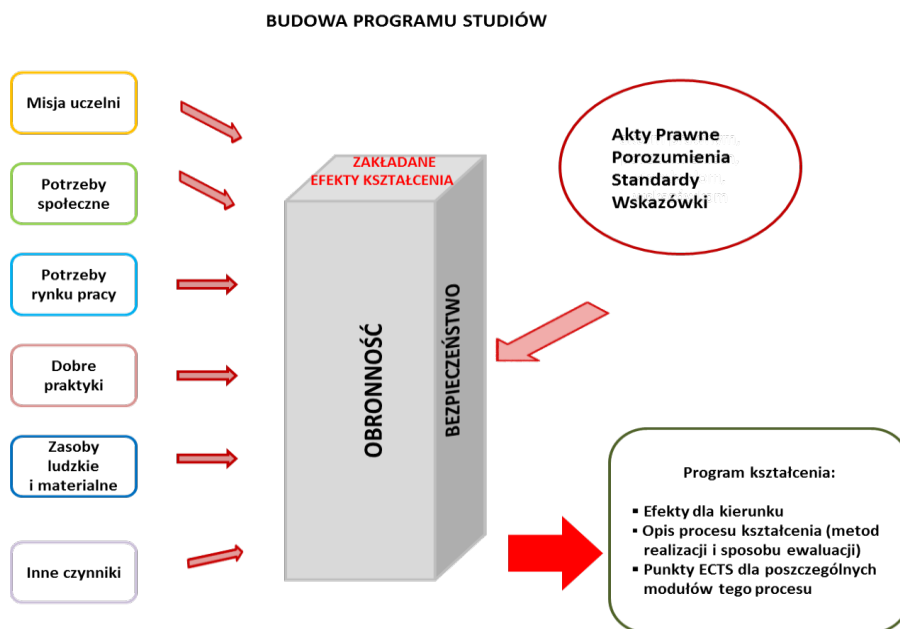 BUDOWA PROGRAMU STUDIÓW
Misja uczelni
Potrzeby
społeczne
Potrzeby
rynku pracy
Dobre
praktyki
Zasoby
ludzkie
i materialne
Inne czynniki
ZAKŁADANE
EFEKTY KSZTAŁCENIA
OBRONNOŚĆ
BEZPIECZEŃSTWO
Akty Prawne
Porozumienia
Standardy
Wskazówki
Program kształcenia:
▪ Efekty dla kierunku
▪ Opis procesu kształcenia (metod
realizacji i sposobu ewaluacji)
▪ Punkty ECTS dla poszczególnych
modułów tego procesu